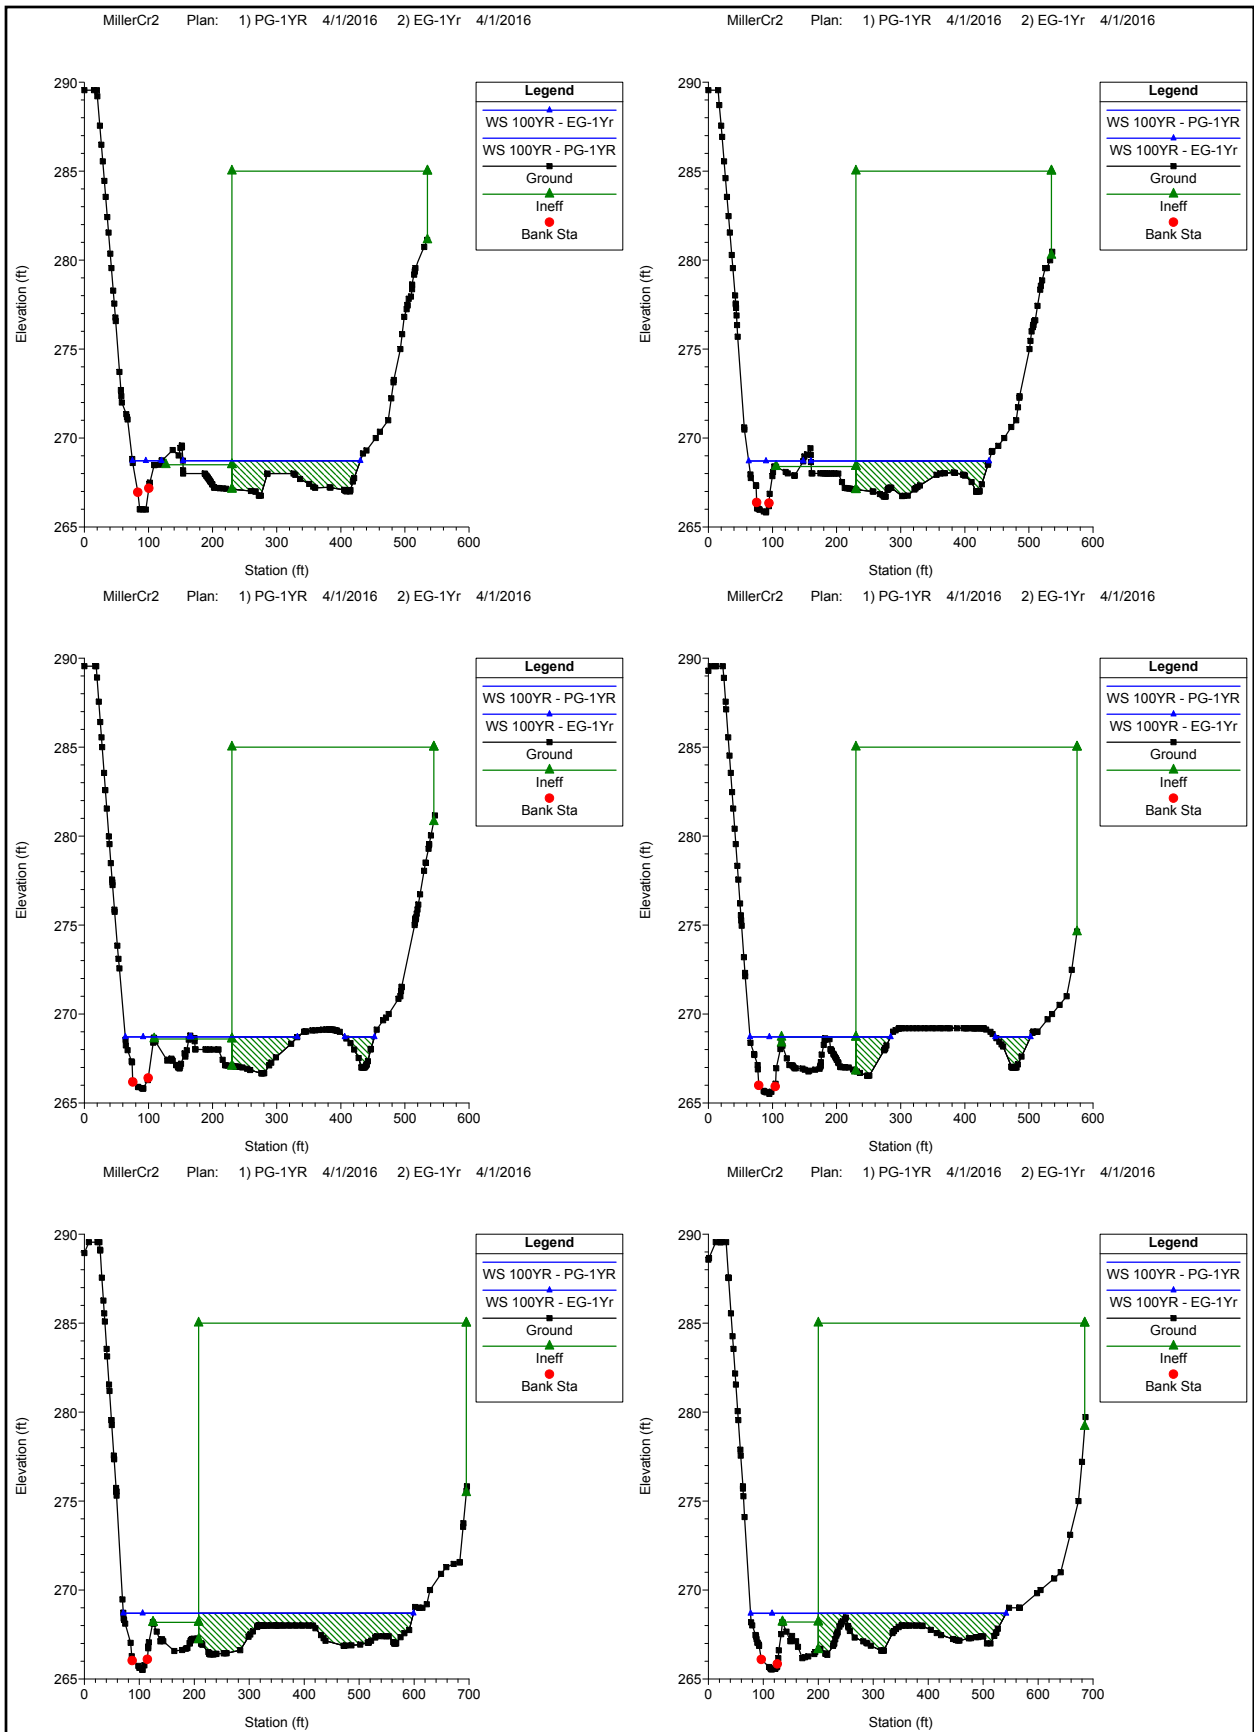 MillerCr2 Plan: 1) PG-1YR 4/1/2016 2) EG-1Yr 4/1/2016
290
285
280
275
270
265
Elevation (ft)
0 100 200 300 400 500 600
Station (ft)
Legend
WS 100YR - EG-1Yr
WS 100YR - PG-1YR
Ground
Ineff
Bank Sta
MillerCr2 Plan: 1) PG-1YR 4/1/2016 2) EG-1Yr 4/1/2016
290
285
280
275
270
265
Elevation (ft)
0 100 200 300 400 500 600
Station (ft)
Legend
WS 100YR - PG-1YR
WS 100YR - EG-1Yr
Ground
Ineff
Bank Sta
MillerCr2 Plan: 1) PG-1YR 4/1/2016 2) EG-1Yr 4/1/2016
290
285
280
275
270
265
Elevation (ft)
0 100 200 300 400 500 600
Station (ft)
Legend
WS 100YR - PG-1YR
WS 100YR - EG-1Yr
Ground
Ineff
Bank Sta
MillerCr2 Plan: 1) PG-1YR 4/1/2016 2) EG-1Yr 4/1/2016
290
285
280
275
270
265
Elevation (ft)
0 100 200 300 400 500 600
Station (ft)
Legend
WS 100YR - PG-1YR
WS 100YR - EG-1Yr
Ground
Ineff
Bank Sta
MillerCr2 Plan: 1) PG-1YR 4/1/2016 2) EG-1Yr 4/1/2016
290
285
280
275
270
265
Elevation (ft)
0 100 200 300 400 500 600 700
Station (ft)
Legend
WS 100YR - PG-1YR
WS 100YR - EG-1Yr
Ground
Ineff
Bank Sta
MillerCr2 Plan: 1) PG-1YR 4/1/2016 2) EG-1Yr 4/1/2016
290
285
280
275
270
265
Elevation (ft)
0 100 200 300 400 500 600 700
Station (ft)
Legend
WS 100YR - PG-1YR
WS 100YR - EG-1Yr
Ground
Ineff
Bank Sta